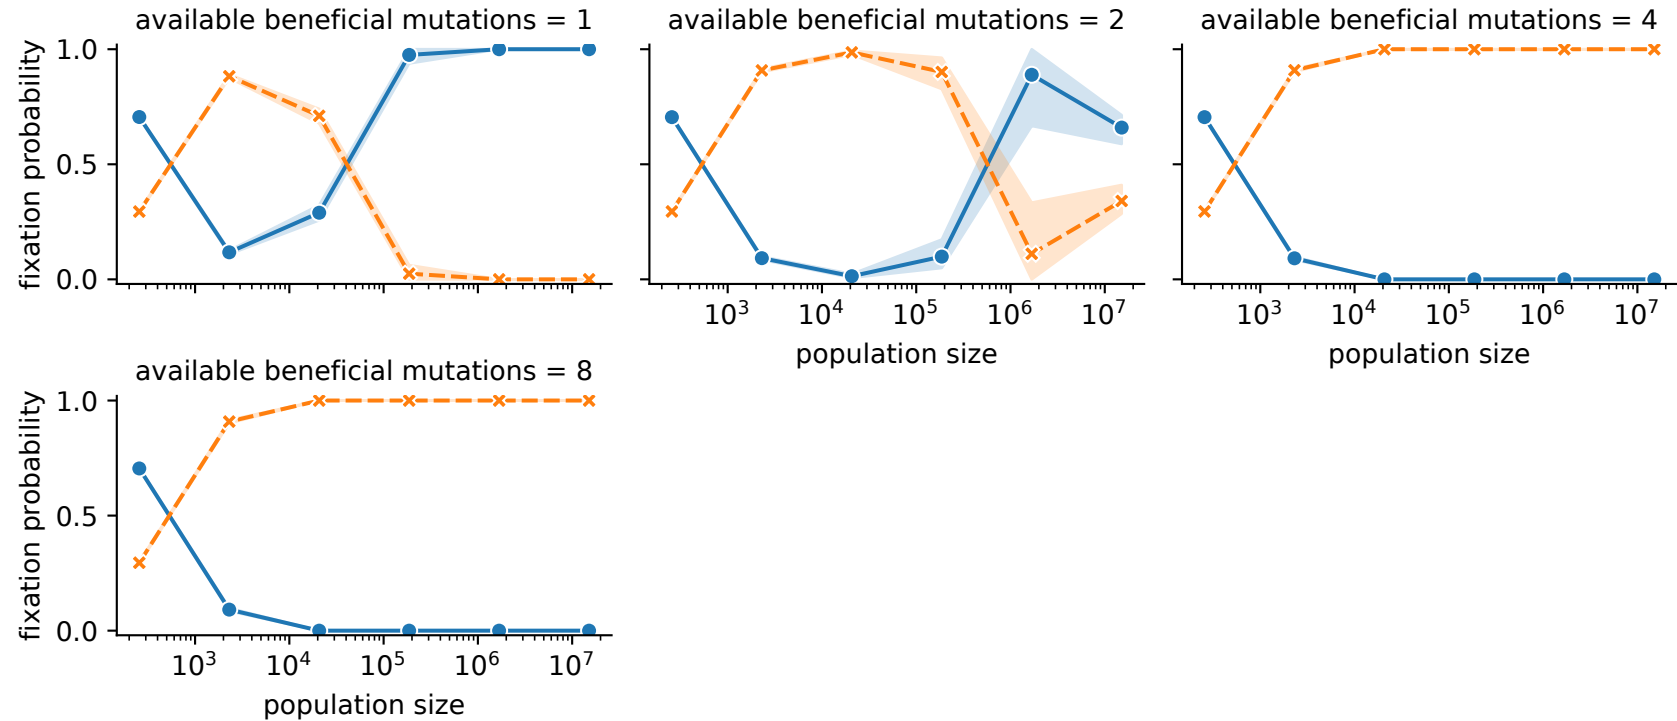 available beneficial mutations = 1
available beneficial mutations = 2
available beneficial mutations = 4
fixation probability
1.0
0.5
0.0
10³ 10⁴ 10⁵ 10⁶ 10⁷
population size
10³ 10⁴ 10⁵ 10⁶ 10⁷
population size
available beneficial mutations = 8
fixation probability
1.0
0.5
0.0
10³ 10⁴ 10⁵ 10⁶ 10⁷
population size